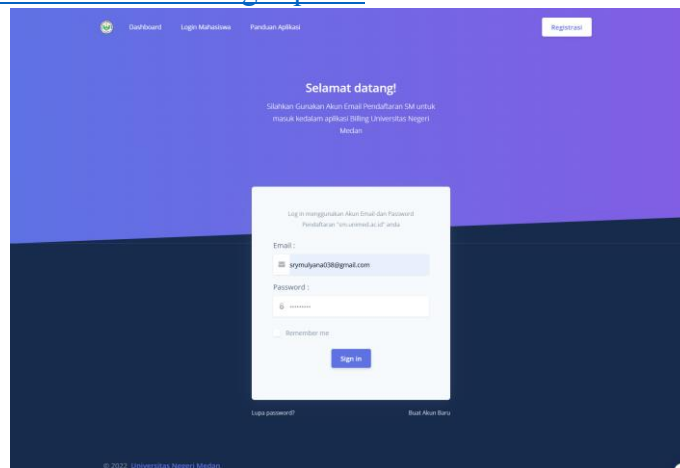 Dashboard Login Mahasiswa Panduan Aplikasi Registrasi
Selamat datang!
Silahkan Gunakan Akun Email Pendaftaran SM untuk
masuk kedalam aplikasi Billing Universitas Negeri
Medan
Log in menggunakan Akun Email dan Password
Pendaftaran "sm.unimed.ac.id" anda
Email :
srymulyana038@gmail.com
Password :
Remember me
Sign In
Lupa password? Buat Akun Baru
© 2022 Universitas Negeri Medan